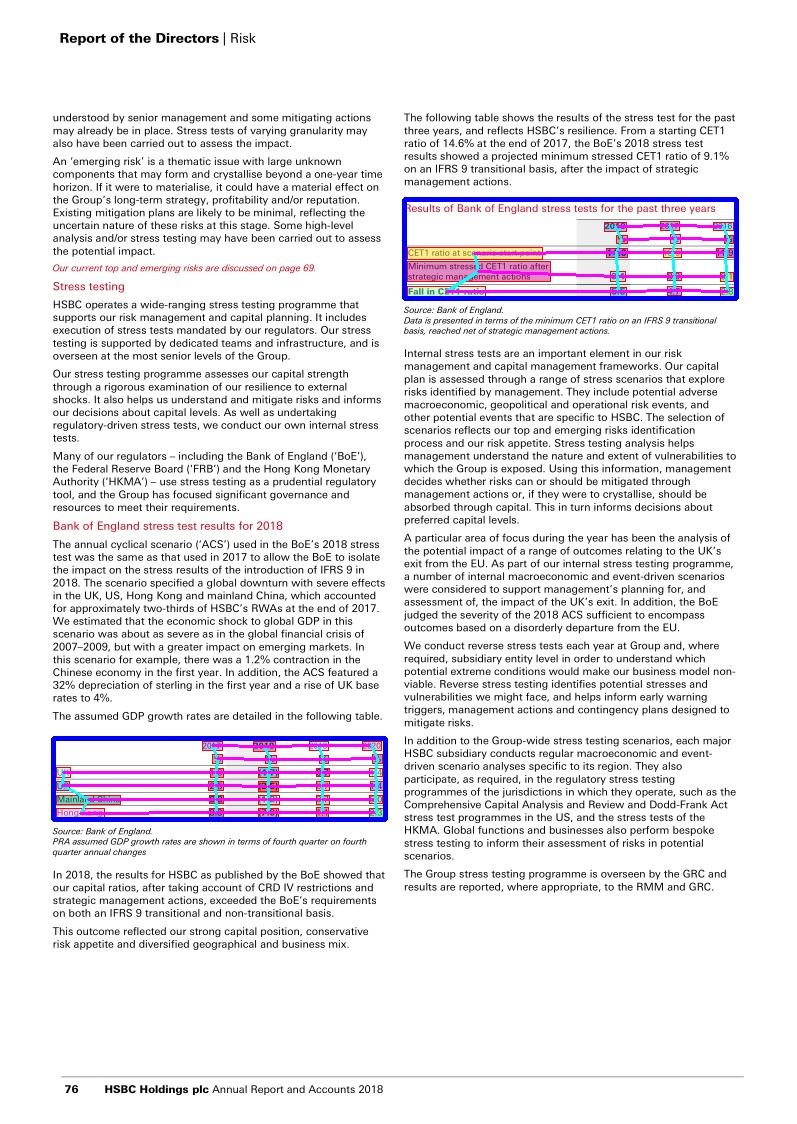 Report of the Directors | Risk
understood by senior management and some mitigating actions
may already be in place. Stress tests of varying granularity may
also have been carried out to assess the impact.
An ‘emerging risk’ is a thematic issue with large unknown
components that may form and crystallise beyond a one-year time
horizon. If it were to materialise, it could have a material effect on
the Group’s long-term strategy, profitability and/or reputation.
Existing mitigation plans are likely to be minimal, reflecting the
uncertain nature of these risks at this stage. Some high-level
analysis and/or stress testing may have been carried out to assess
the potential impact.
Our current top and emerging risks are discussed on page 69.
Stress testing
HSBC operates a wide-ranging stress testing programme that
supports our risk management and capital planning. It includes
execution of stress tests mandated by our regulators. Our stress
testing is supported by dedicated teams and infrastructure, and is
overseen at the most senior levels of the Group.
Our stress testing programme assesses our capital strength
through a rigorous examination of our resilience to external
shocks. It also helps us understand and mitigate risks and informs
our decisions about capital levels. As well as undertaking
regulatory-driven stress tests, we conduct our own internal stress
tests.
Many of our regulators – including the Bank of England (‘BoE’),
the Federal Reserve Board (‘FRB’) and the Hong Kong Monetary
Authority (‘HKMA’) – use stress testing as a prudential regulatory
tool, and the Group has focused significant governance and
resources to meet their requirements.
Bank of England stress test results for 2018
The annual cyclical scenario (‘ACS’) used in the BoE’s 2018 stress
test was the same as that used in 2017 to allow the BoE to isolate
the impact on the stress results of the introduction of IFRS 9 in
2018. The scenario specified a global downturn with severe effects
in the UK, US, Hong Kong and mainland China, which accounted
for approximately two-thirds of HSBC’s RWAs at the end of 2017.
We estimated that the economic shock to global GDP in this
scenario was about as severe as in the global financial crisis of
2007–2009, but with a greater impact on emerging markets. In
this scenario for example, there was a 1.2% contraction in the
Chinese economy in the first year. In addition, the ACS featured a
32% depreciation of sterling in the first year and a rise of UK base
rates to 4%.
The assumed GDP growth rates are detailed in the following table.
Mainland China
Hong Kong
Source: Bank of England.
PRA assumed GDP growth rates are shown in terms of fourth quarter on fourth
quarter annual changes
In 2018, the results for HSBC as published by the BoE showed that
our capital ratios, after taking account of CRD IV restrictions and
strategic management actions, exceeded the BoE’s requirements
on both an IFRS 9 transitional and non-transitional basis.
This outcome reflected our strong capital position, conservative
risk appetite and diversified geographical and business mix.
The following table shows the results of the stress test for the past
three years, and reflects HSBC’s resilience. From a starting CET1
ratio of 14.6% at the end of 2017, the BoE’s 2018 stress test
results showed a projected minimum stressed CET1 ratio of 9.1%
on an IFRS 9 transitional basis, after the impact of strategic
management actions.
Results of Bank of England stress tests for the past three years
CET1 ratio at scenario start point
Minimum stressed CET1 ratio after
strategic management actions
Fall in CET1 ratio
Source: Bank of England.
Data is presented in terms of the minimum CET1 ratio on an IFRS 9 transitional
basis, reached net of strategic management actions.
Internal stress tests are an important element in our risk
management and capital management frameworks. Our capital
plan is assessed through a range of stress scenarios that explore
risks identified by management. They include potential adverse
macroeconomic, geopolitical and operational risk events, and
other potential events that are specific to HSBC. The selection of
scenarios reflects our top and emerging risks identification
process and our risk appetite. Stress testing analysis helps
management understand the nature and extent of vulnerabilities to
which the Group is exposed. Using this information, management
decides whether risks can or should be mitigated through
management actions or, if they were to crystallise, should be
absorbed through capital. This in turn informs decisions about
preferred capital levels.
A particular area of focus during the year has been the analysis of
the potential impact of a range of outcomes relating to the UK’s
exit from the EU. As part of our internal stress testing programme,
a number of internal macroeconomic and event-driven scenarios
were considered to support management’s planning for, and
assessment of, the impact of the UK’s exit. In addition, the BoE
judged the severity of the 2018 ACS sufficient to encompass
outcomes based on a disorderly departure from the EU.
We conduct reverse stress tests each year at Group and, where
required, subsidiary entity level in order to understand which
potential extreme conditions would make our business model non-
viable. Reverse stress testing identifies potential stresses and
vulnerabilities we might face, and helps inform early warning
triggers, management actions and contingency plans designed to
mitigate risks.
In addition to the Group-wide stress testing scenarios, each major
HSBC subsidiary conducts regular macroeconomic and event-
driven scenario analyses specific to its region. They also
participate, as required, in the regulatory stress testing
programmes of the jurisdictions in which they operate, such as the
Comprehensive Capital Analysis and Review and Dodd-Frank Act
stress test programmes in the US, and the stress tests of the
HKMA. Global functions and businesses also perform bespoke
stress testing to inform their assessment of risks in potential
scenarios.
The Group stress testing programme is overseen by the GRC and
results are reported, where appropriate, to the RMM and GRC.
76 HSBC Holdings plc Annual Report and Accounts 2018